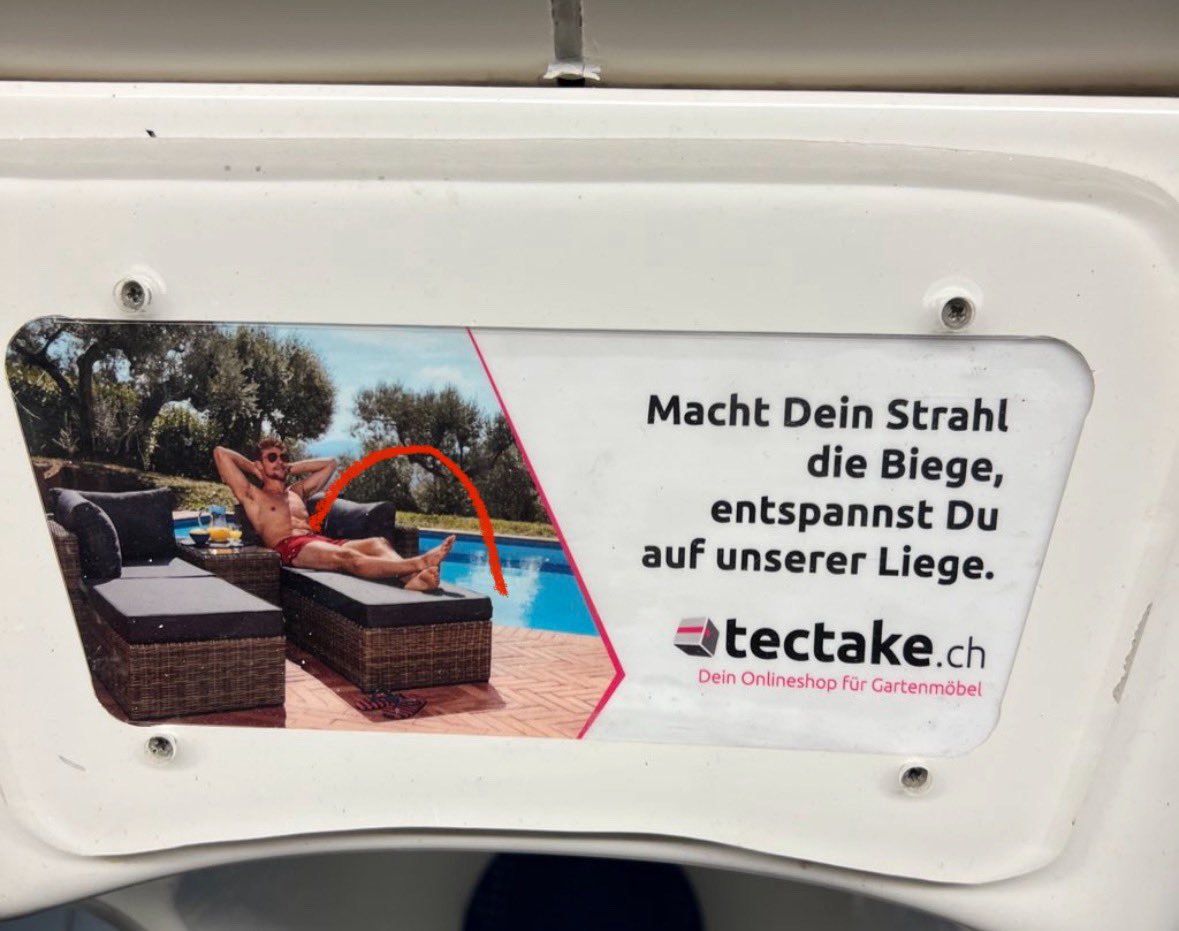 Macht Dein Strahl
die Biege,
entspannst Du
auf unserer Liege.
tectake.ch
Dein Onlineshop für Gartenmöbel